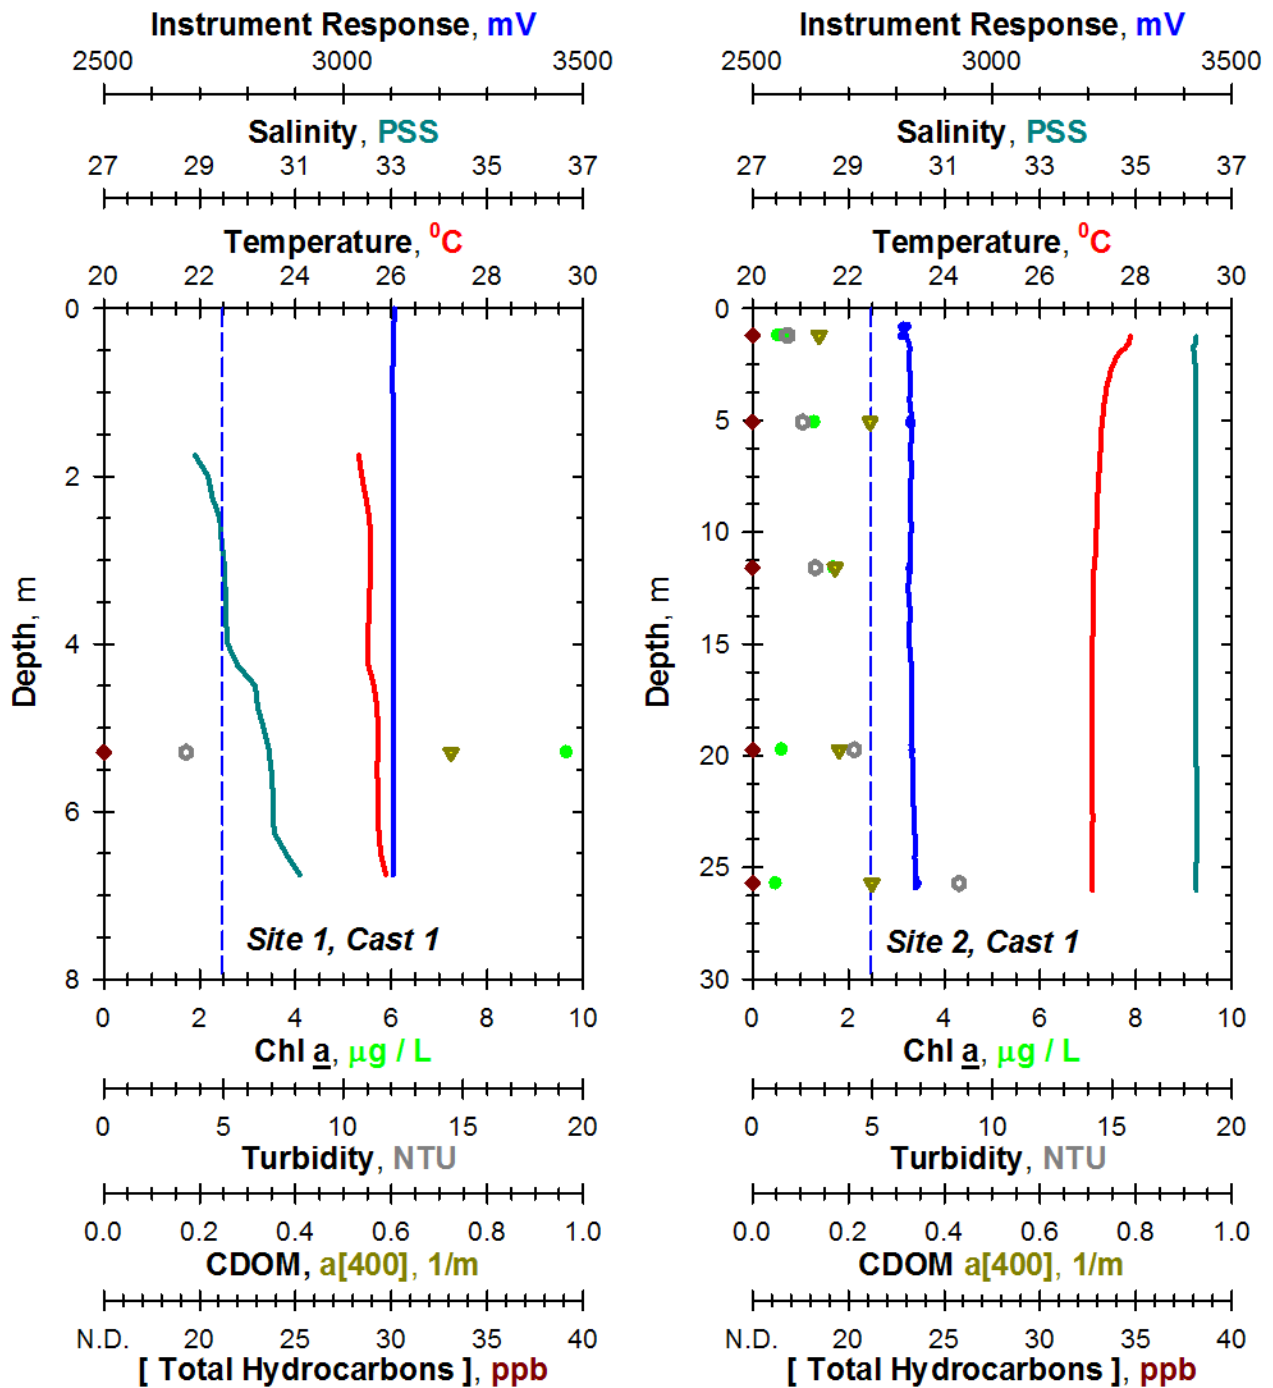 Instrument Response, mV
2500 3000 3500
Salinity, PSS
27 29 31 33 35 37
Temperature, ⁰C
20 22 24 26 28 30
0
2
4
6
8
Depth, m
Site 1, Cast 1
0 2 4 6 8 10
Chl a, μg / L
0 5 10 15 20
Turbidity, NTU
0.0 0.2 0.4 0.6 0.8 1.0
CDOM, a[400], 1/m
N.D. 20 25 30 35 40
[ Total Hydrocarbons ], ppb
Instrument Response, mV
2500 3000 3500
Salinity, PSS
27 29 31 33 35 37
Temperature, ⁰C
20 22 24 26 28 30
0
5
10
15
20
25
30
Depth, m
Site 2, Cast 1
0 2 4 6 8 10
Chl a, μg / L
0 5 10 15 20
Turbidity, NTU
0.0 0.2 0.4 0.6 0.8 1.0
CDOM a[400], 1/m
N.D. 20 25 30 35 40
[ Total Hydrocarbons ], ppb